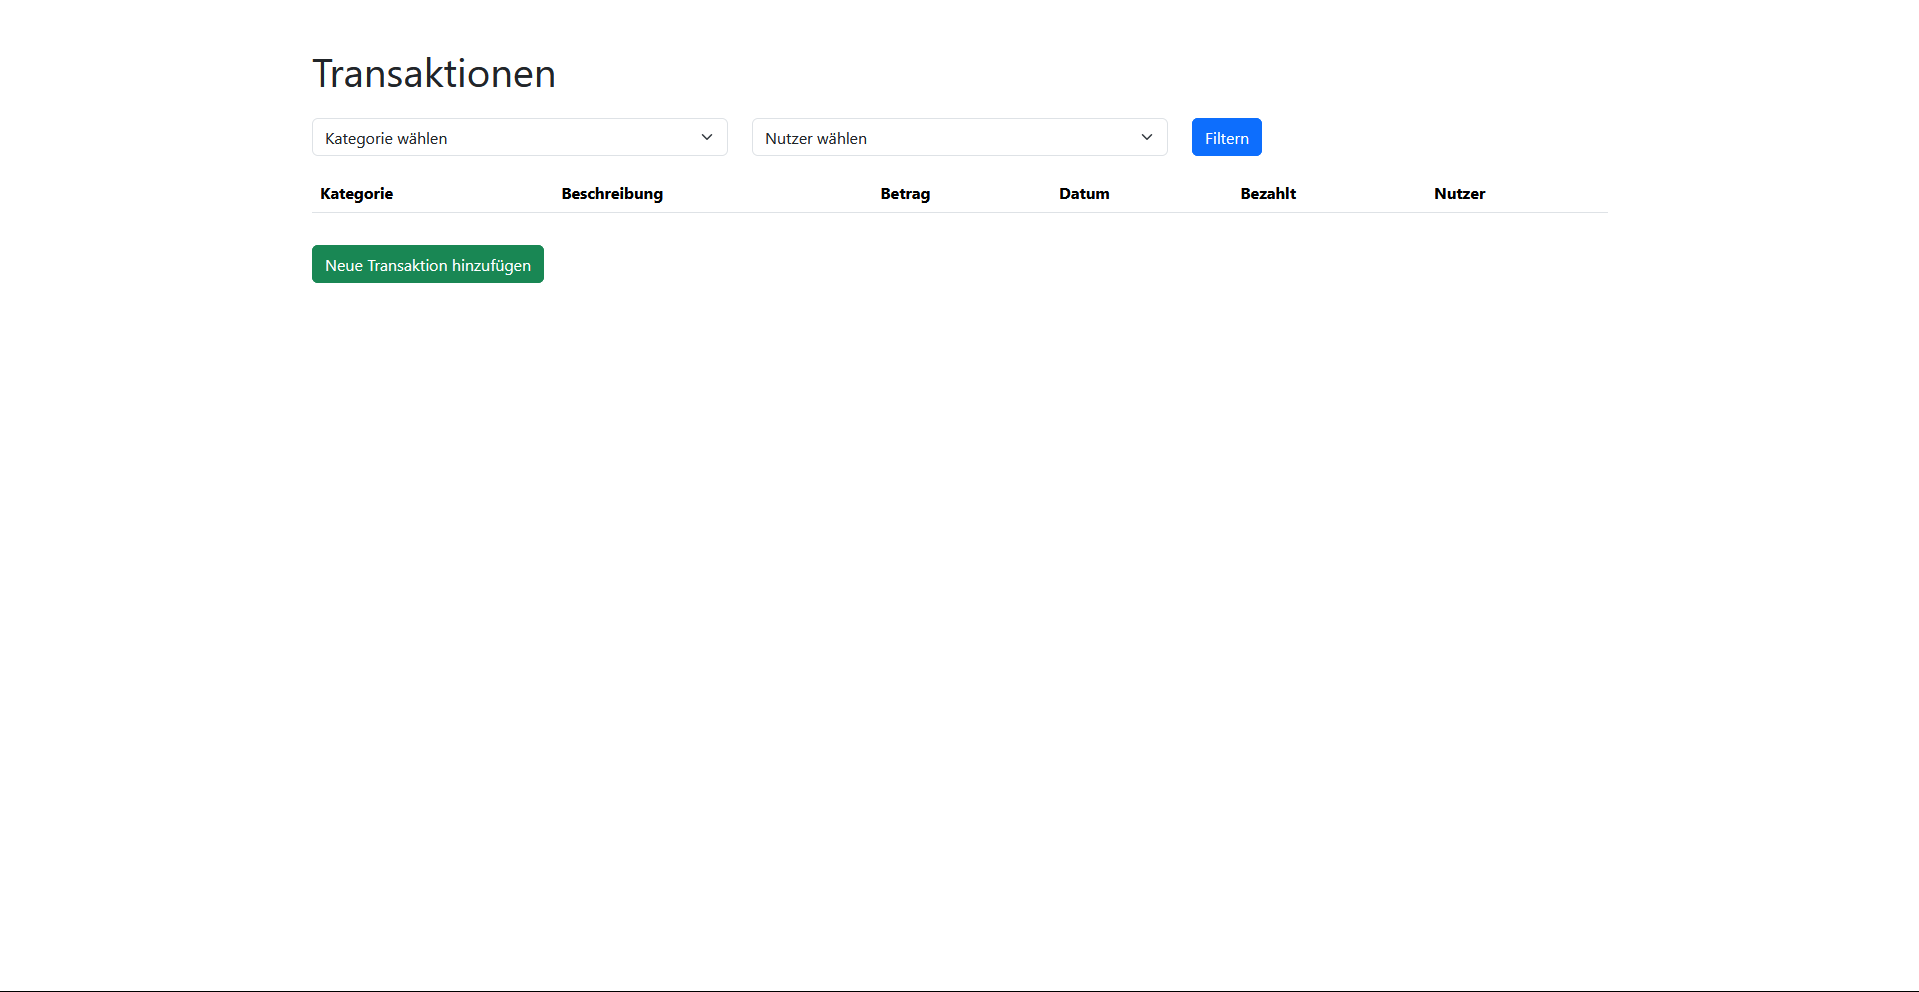 Transaktionen
Kategorie wählen Nutzer wählen Filtern
Kategorie Beschreibung Betrag Datum Bezahlt Nutzer
Neue Transaktion hinzufügen